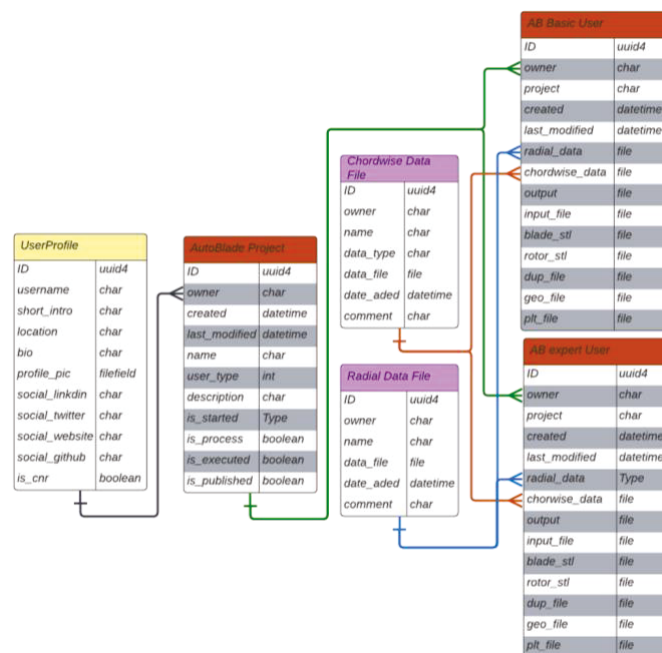 UserProfile
ID uuid4
username char
short_intro char
location char
bio char
profile_pic filefield
social_linkdin char
social_twitter char
social_website char
social_github char
is_cnr boolean
AutoBlade Project
ID uuid4
owner char
created datetime
last_modified datetime
name char
user_type int
description char
is_started Type
is_process boolean
is_executed boolean
is_published boolean
Chordwise Data
File
ID uuid4
owner char
name char
data_type char
data_file file
date_aded datetime
comment char
Radial Data File
ID uuid4
owner char
name char
data_file file
date_aded datetime
comment char
AB Basic User
ID uuid4
owner char
project char
created datetime
last_modified datetime
radial_data file
chordwise_data file
output file
input_file file
blade_stl file
rotor_stl file
dup_file file
geo_file file
plt_file file
AB expert User
ID uuid4
owner char
project char
created datetime
last_modified datetime
radial_data Type
chorwise_data file
output file
input_file file
blade_stl file
rotor_stl file
dup_file file
geo_file file
plt_file file